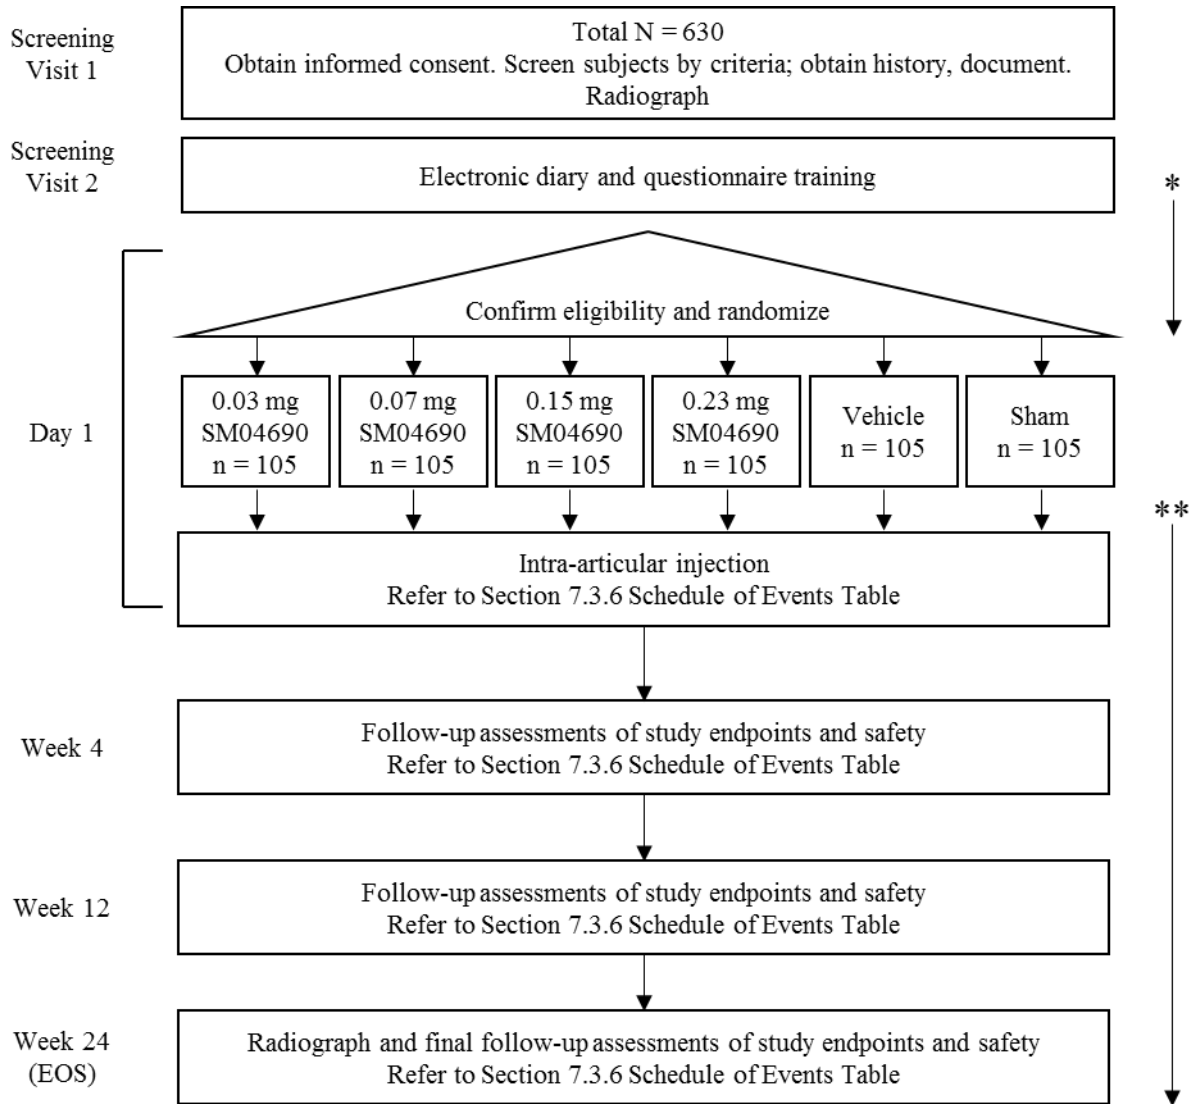 Screening
Visit 1
Total N = 630
Obtain informed consent. Screen subjects by criteria; obtain history, document.
Radiograph
Screening
Visit 2
Electronic diary and questionnaire training
*
Confirm eligibility and randomize
Day 1
0.03 mg
SM04690
n = 105
0.07 mg
SM04690
n = 105
0.15 mg
SM04690
n = 105
0.23 mg
SM04690
n = 105
Vehicle
n = 105
Sham
n = 105
**
Intra-articular injection
Refer to Section 7.3.6 Schedule of Events Table
Week 4
Follow-up assessments of study endpoints and safety
Refer to Section 7.3.6 Schedule of Events Table
Week 12
Follow-up assessments of study endpoints and safety
Refer to Section 7.3.6 Schedule of Events Table
Week 24
(EOS)
Radiograph and final follow-up assessments of study endpoints and safety
Refer to Section 7.3.6 Schedule of Events Table